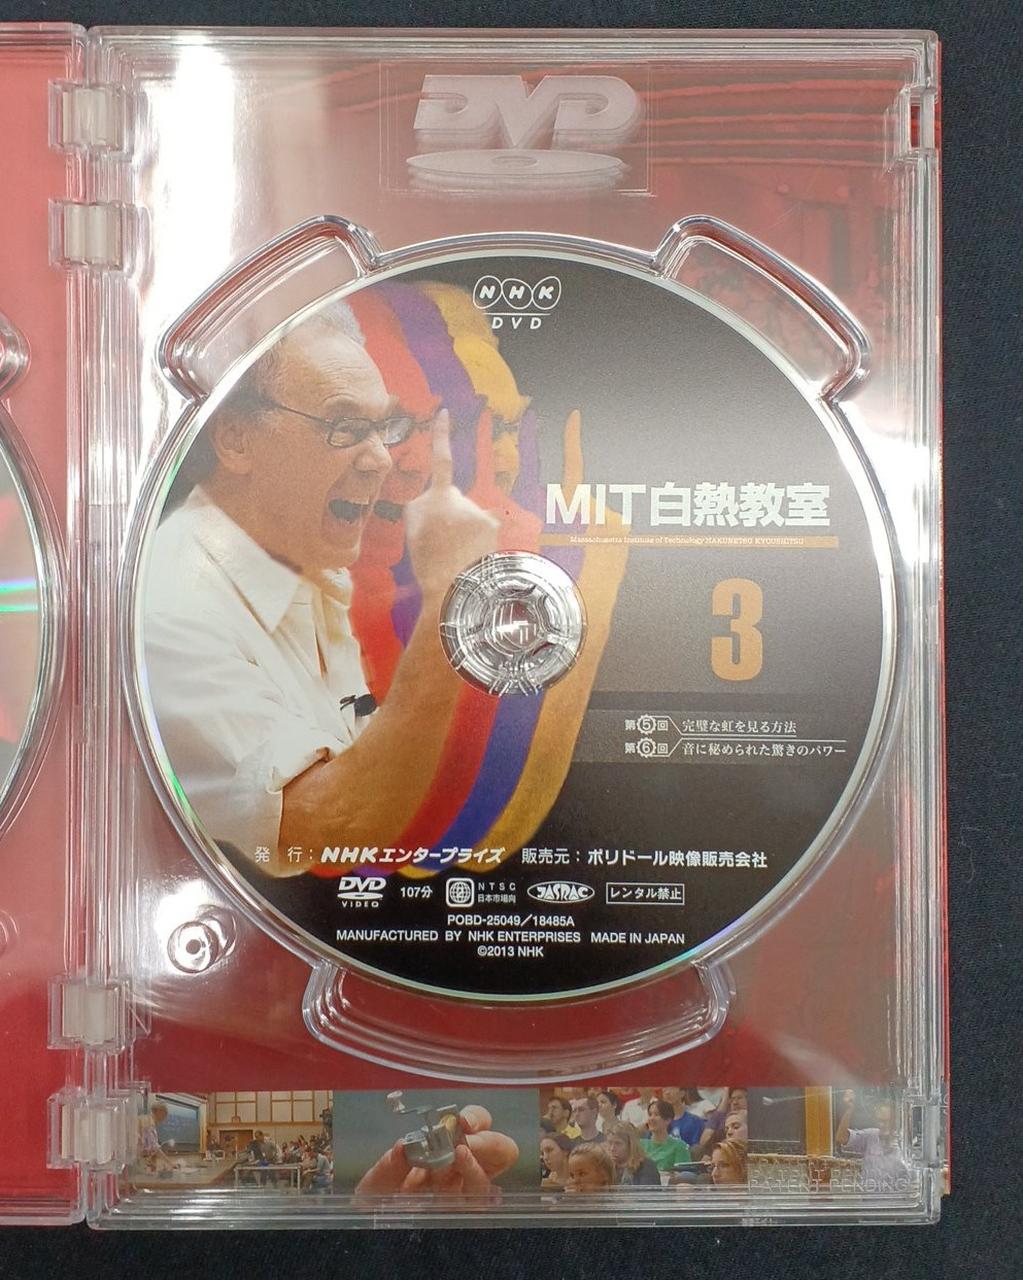 DVD
NHK
DVD
MIT白熱教室
Massachusetts Institute of Technology HAKUNETSU KYOUSHITSU
3
第5回 完璧な虹を見る方法
第6回 音に秘められた驚きのパワー
発 行：NHKエンタープライズ 販売元：ポリドール映像販売会社
DVD VIDEO 107分 2 NTSC 日本市場向 JASRAC レンタル禁止
POBD-25049／18485A
MANUFACTURED BY NHK ENTERPRISES MADE IN JAPAN
©2013 NHK
PATENT PENDING